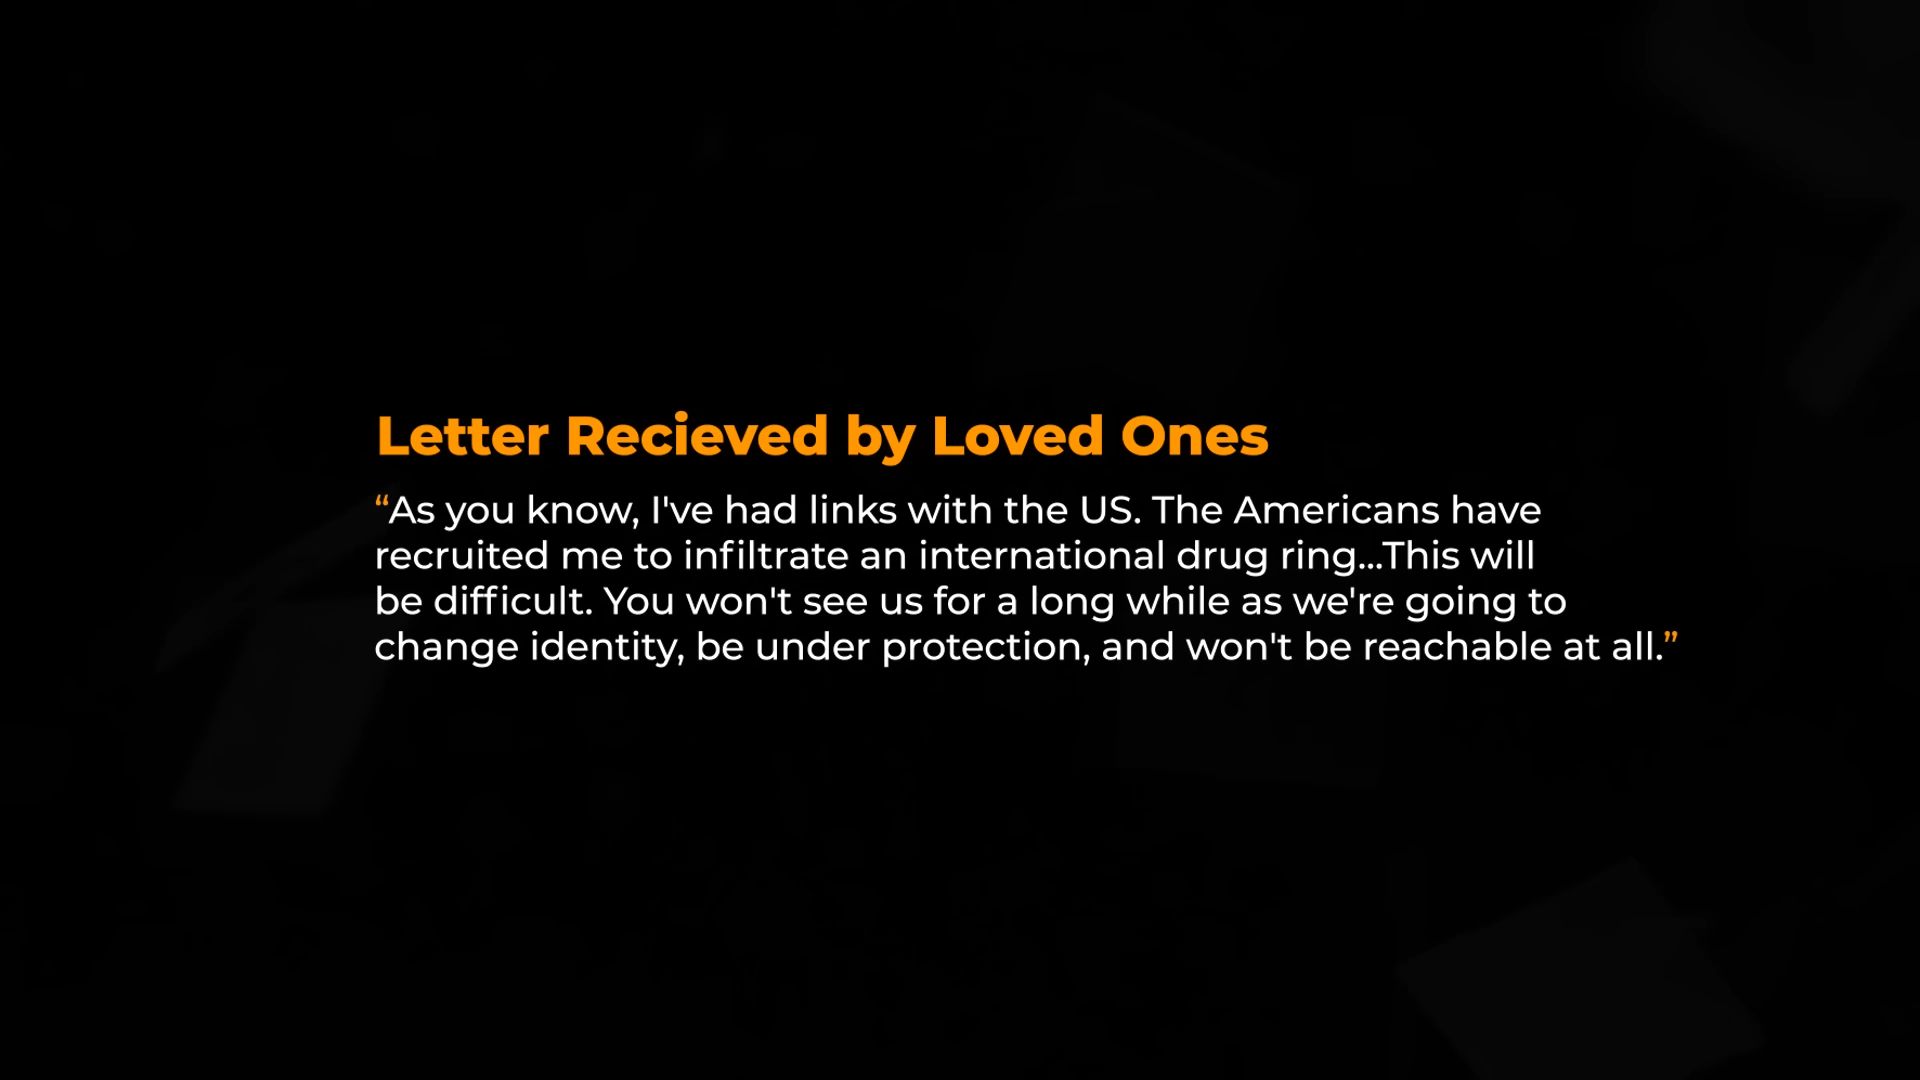 Letter Recieved by Loved Ones
“As you know, I've had links with the US. The Americans have
recruited me to infiltrate an international drug ring...This will
be difficult. You won't see us for a long while as we're going to
change identity, be under protection, and won't be reachable at all.”